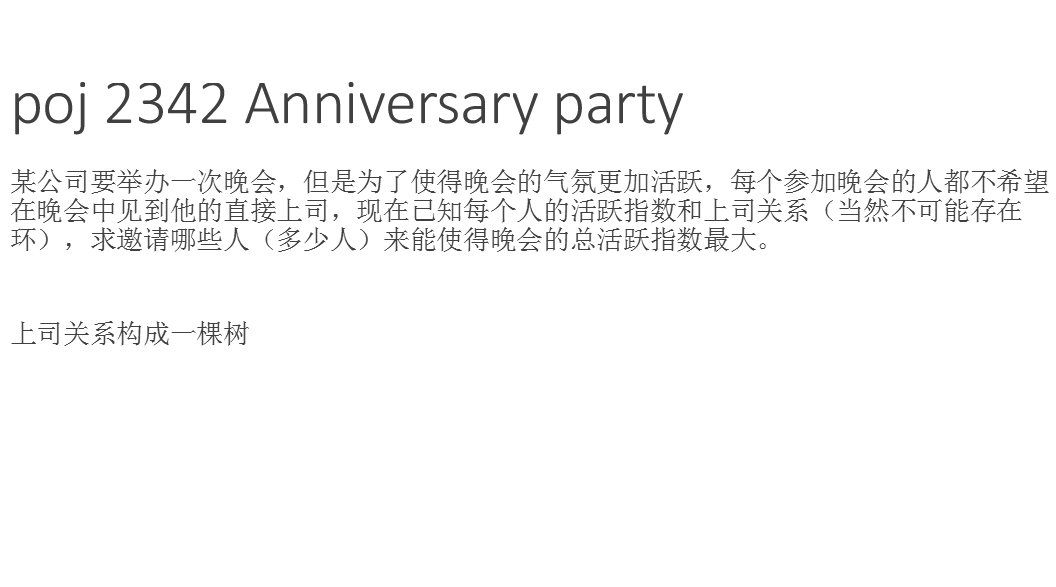 poj 2342 Anniversary party
某公司要举办一次晚会，但是为了使得晚会的气氛更加活跃，每个参加晚会的人都不希望
在晚会中见到他的直接上司，现在已知每个人的活跃指数和上司关系（当然不可能存在
环），求邀请哪些人（多少人）来能使得晚会的总活跃指数最大。
上司关系构成一棵树